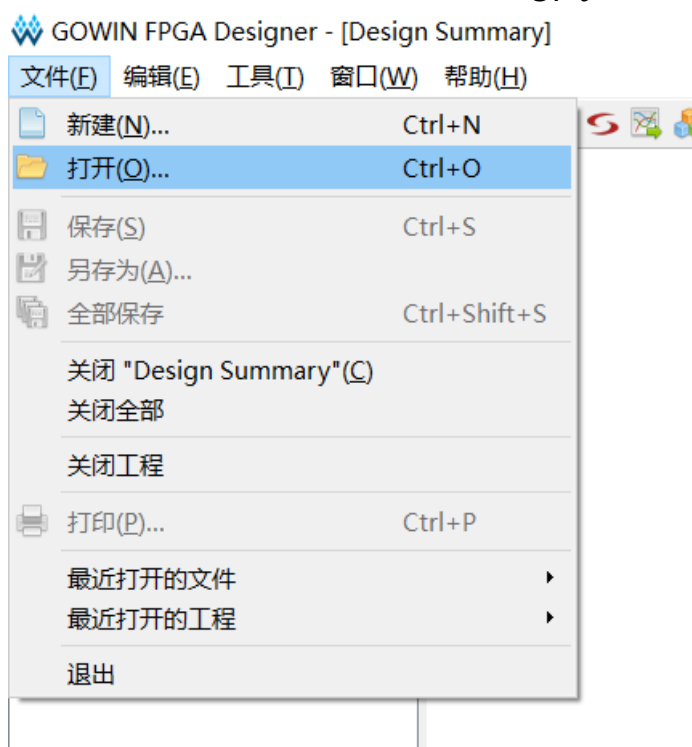 GOWIN FPGA Designer - [Design Summary]
文件(F) 编辑(E) 工具(T) 窗口(W) 帮助(H)
新建(N)... Ctrl+N
打开(O)... Ctrl+O
保存(S) Ctrl+S
另存为(A)...
全部保存 Ctrl+Shift+S
关闭 "Design Summary"(C)
关闭全部
关闭工程
打印(P)... Ctrl+P
最近打开的文件
最近打开的工程
退出